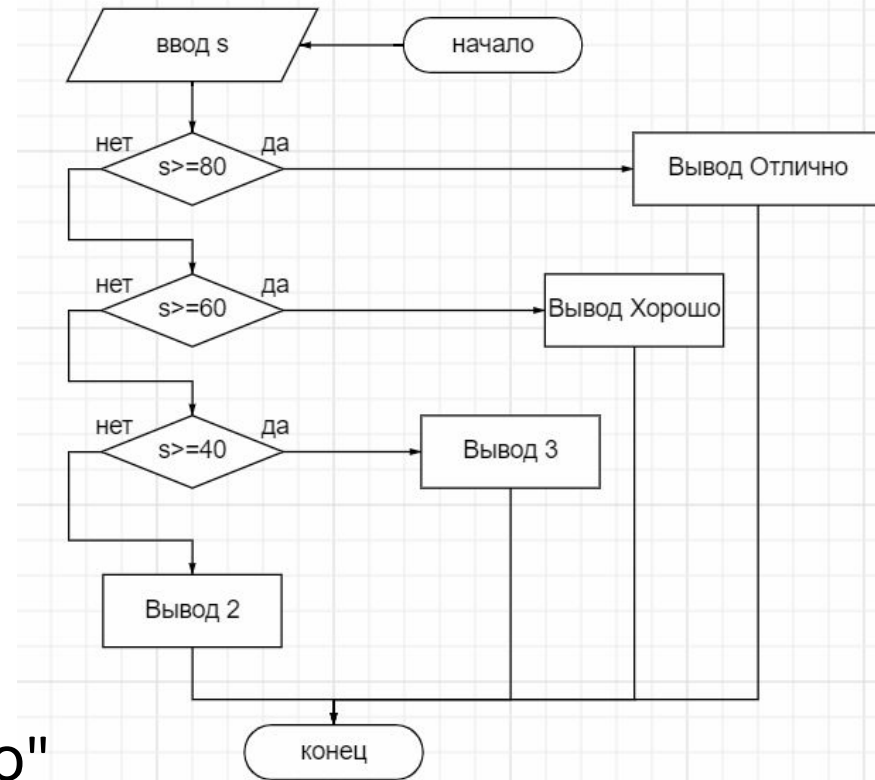 ввод s
начало
нет
да
s>=80
Вывод Отлично
нет
да
s>=60
Вывод Хорошо
нет
да
s>=40
Вывод 3
Вывод 2
конец
о"